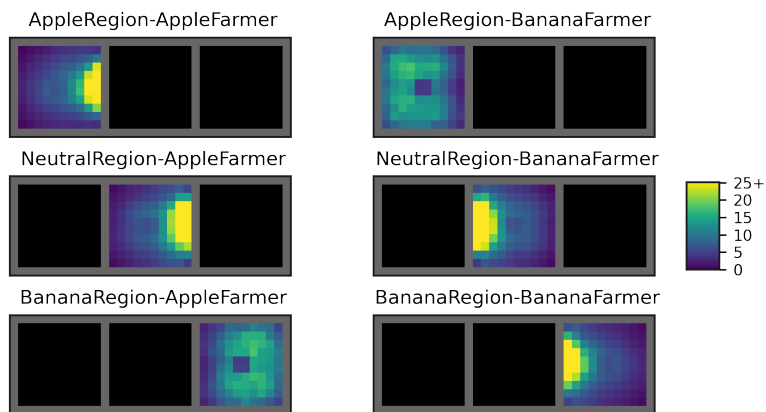 AppleRegion-AppleFarmer
AppleRegion-BananaFarmer
NeutralRegion-AppleFarmer
NeutralRegion-BananaFarmer
25+
20
15
10
5
0
BananaRegion-AppleFarmer
BananaRegion-BananaFarmer